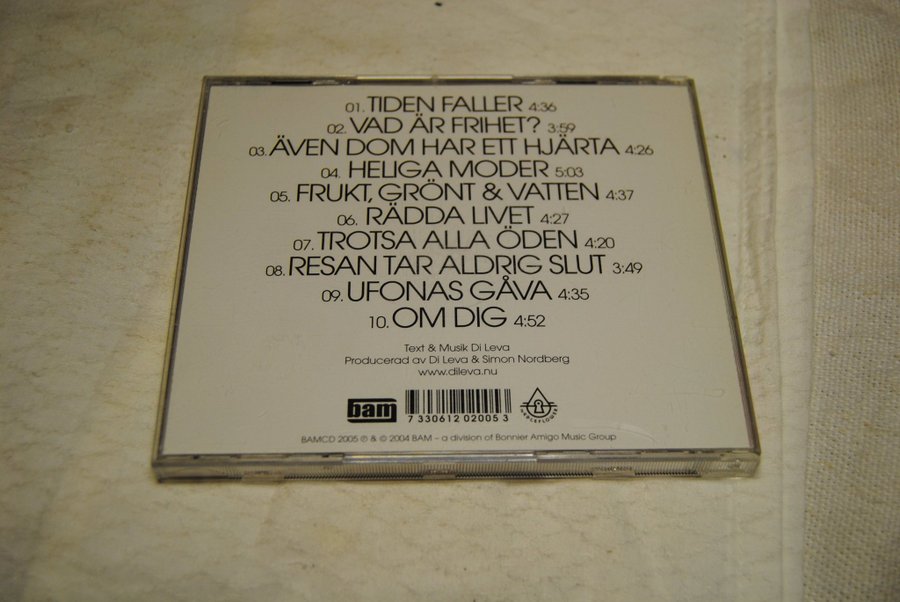 01. TIDEN FALLER 4:36
02. VAD ÄR FRIHET? 3:59
03. ÄVEN DOM HAR ETT HJÄRTA 4:26
04. HELIGA MODER 5:03
05. FRUKT, GRÖNT & VATTEN 4:37
06. RÄDDA LIVET 4:27
07. TROTSA ALLA ÖDEN 4:20
08. RESAN TAR ALDRIG SLUT 3:49
09. UFONAS GÅVA 4:35
10. OM DIG 4:52
Text & Musik Di Leva
Producerad av Di Leva & Simon Nordberg
www.dileva.nu
bam
7 330612 020053
BAMCD 2005 ℗ & © 2004 BAM – a division of Bonnier Amigo Music Group